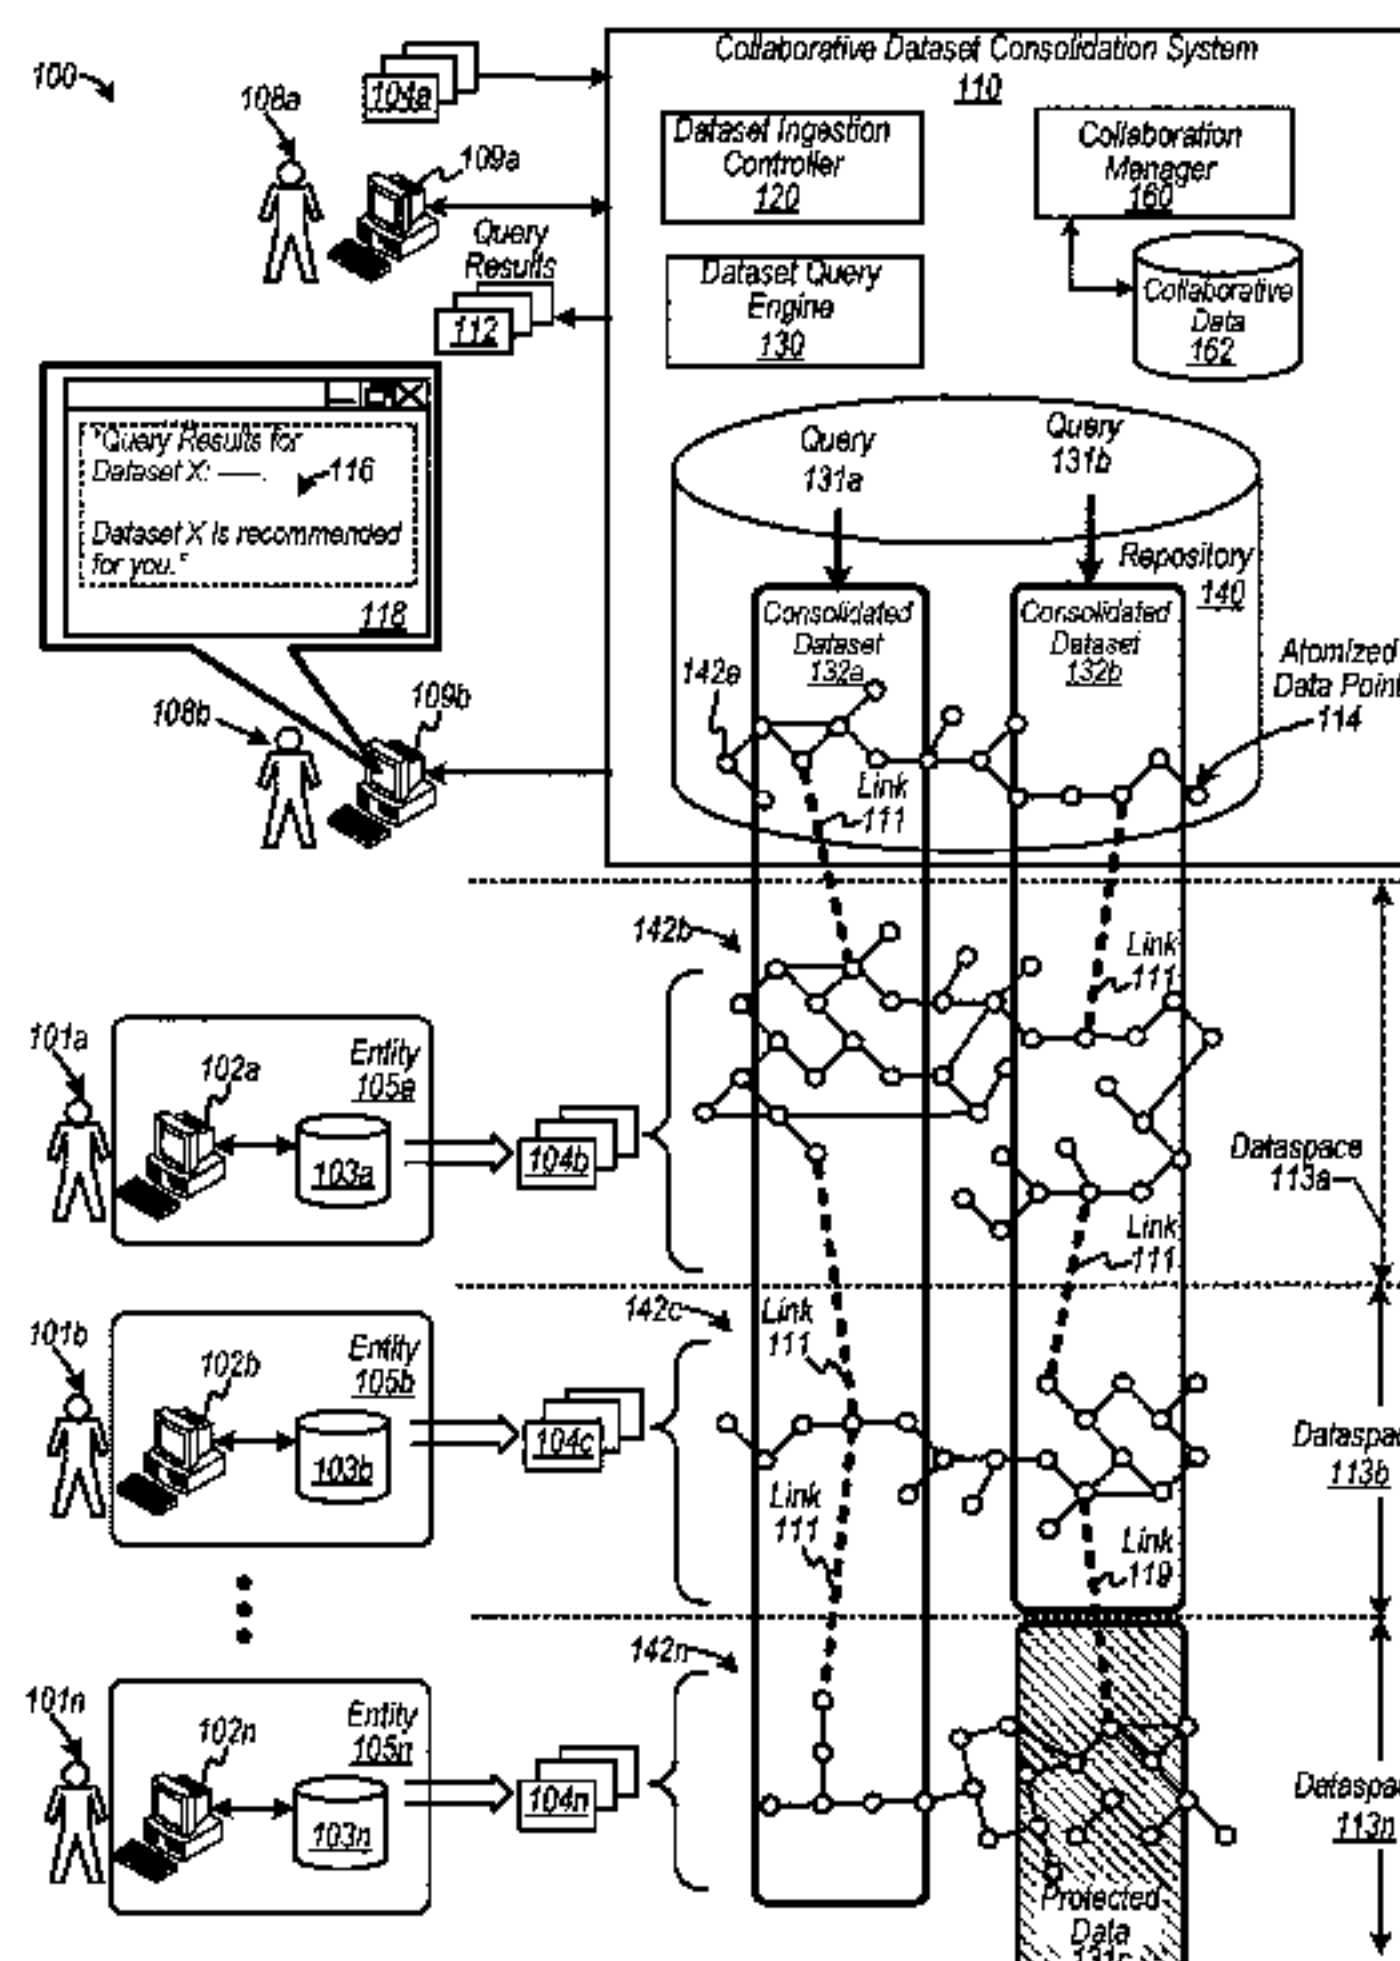 100
108a
104a
109a
Query
Results
112
Collaborative Dataset Consolidation System
110
Dataset Ingestion
Controller
120
Collaboration
Manager
160
Dataset Query
Engine
130
Collaborative
Data
162
"Query Results for
Dataset X: ——.
116
Dataset X is recommended
for you."
118
108b
109b
Query
131a
Query
131b
Repository
140
Consolidated
Dataset
132a
Consolidated
Dataset
132b
142a
Atomized
Data Point
114
Link
111
142b
Link
111
101a
102a
Entity
105a
103a
104b
Dataspace
113a
Link
111
101b
102b
Entity
105b
103b
104c
142c
Link
111
Link
111
Dataspac
113b
Link
119
101n
102n
Entity
105n
103n
104n
142n
Dataspac
113n
Protected
Data
131c